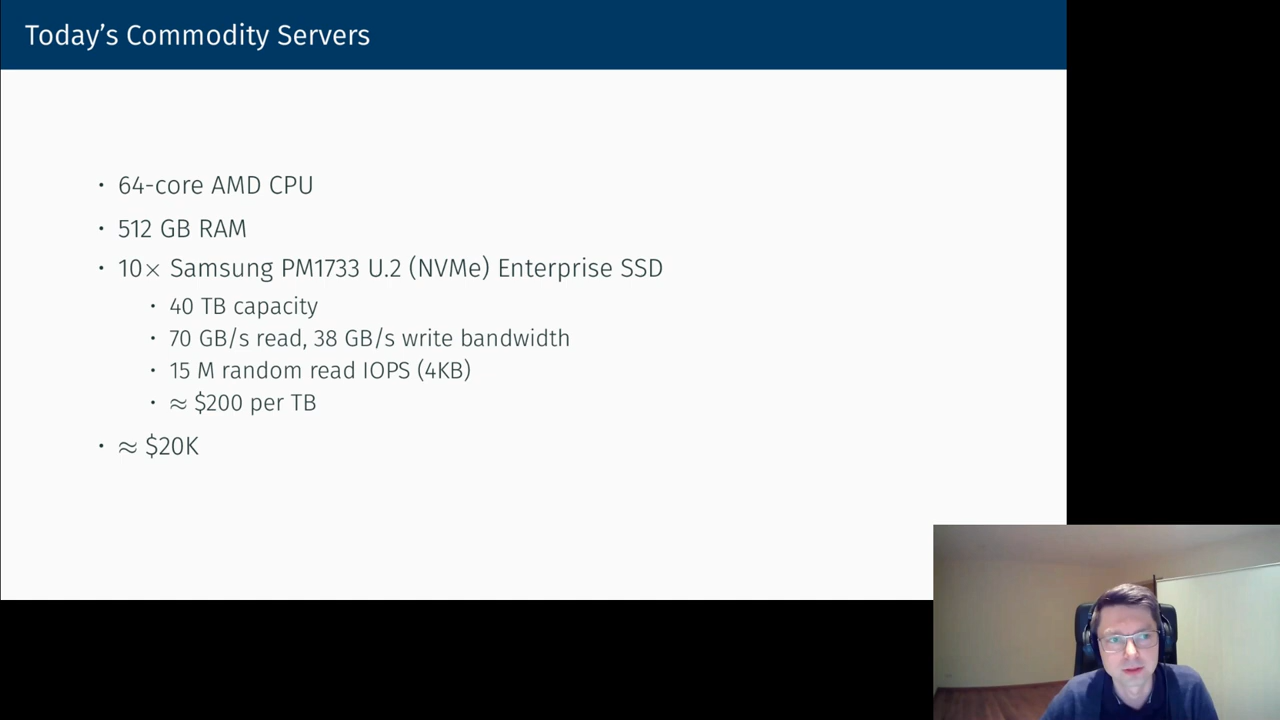 Today’s Commodity Servers
· 64-core AMD CPU
· 512 GB RAM
· 10× Samsung PM1733 U.2 (NVMe) Enterprise SSD
· 40 TB capacity
· 70 GB/s read, 38 GB/s write bandwidth
· 15 M random read IOPS (4KB)
· ≈ $200 per TB
· ≈ $20K